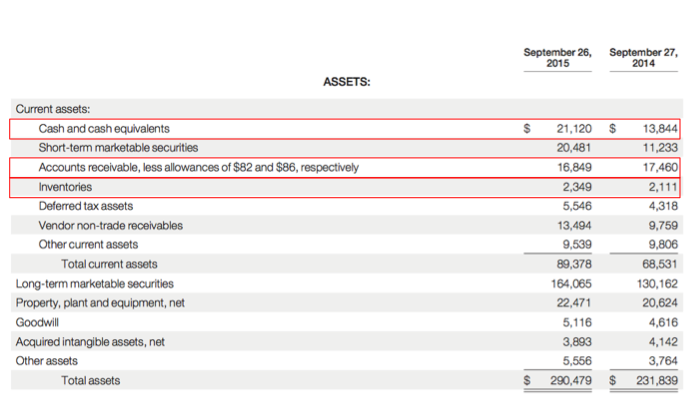 September 26, September 27,
2015 2014
ASSETS:
Current assets:
Cash and cash equivalents $ 21,120 $ 13,844
Short-term marketable securities 20,481 11,233
Accounts receivable, less allowances of $82 and $86, respectively 16,849 17,460
Inventories 2,349 2,111
Deferred tax assets 5,546 4,318
Vendor non-trade receivables 13,494 9,759
Other current assets 9,539 9,806
Total current assets 89,378 68,531
Long-term marketable securities 164,065 130,162
Property, plant and equipment, net 22,471 20,624
Goodwill 5,116 4,616
Acquired intangible assets, net 3,893 4,142
Other assets 5,556 3,764
Total assets $ 290,479 $ 231,839